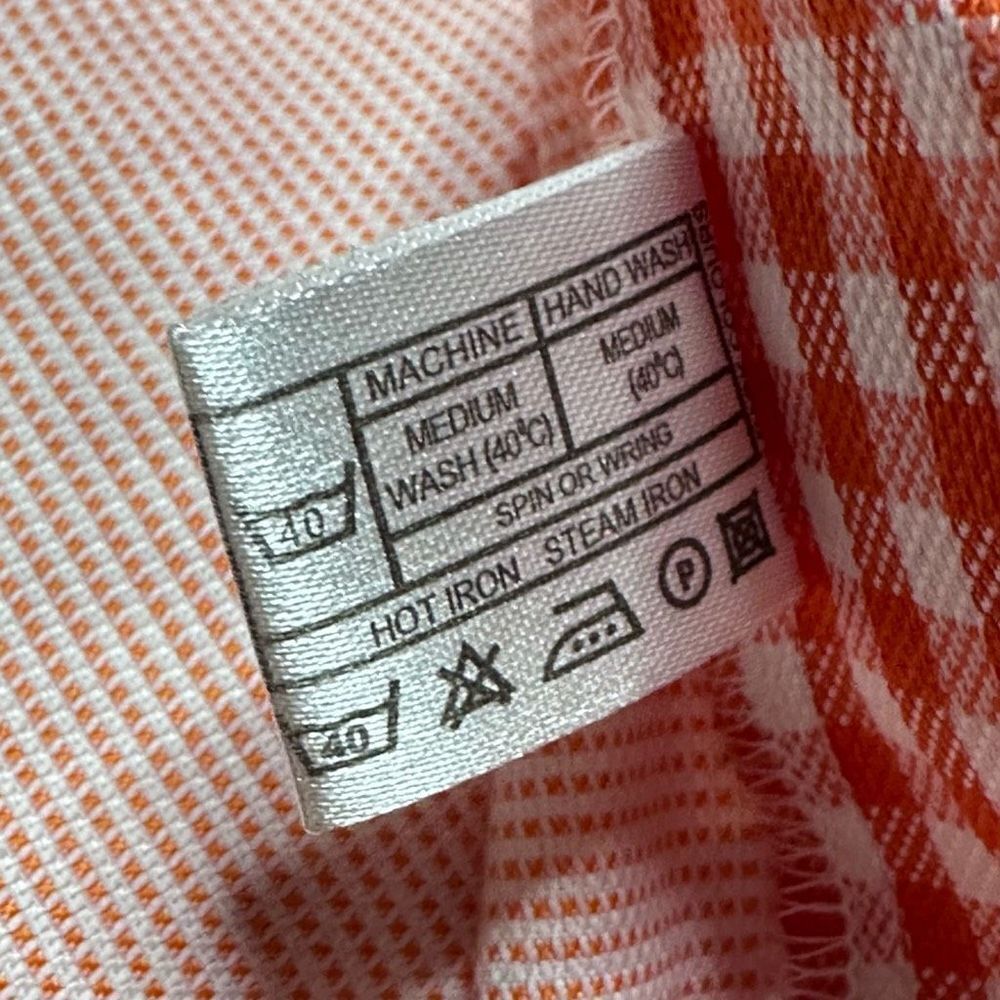 MACHINE HAND WASH
40
MEDIUM WASH (40°C)
MEDIUM (40°C)
SPIN OR WRING
HOT IRON STEAM IRON
40
P